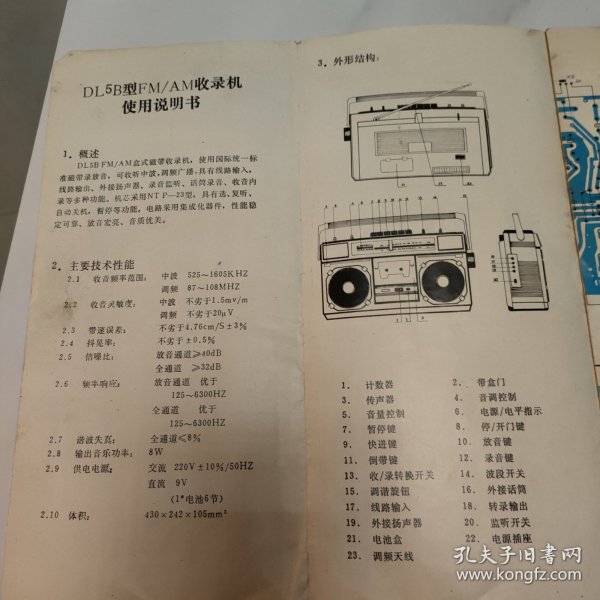 DL5B型FM/AM收录机
使用说明书
1。概述
DL5B FM/AM盒式磁带收录机，使用国际统一标
准磁带录放音，可收听中波，调频广播。具有线路输入，
线路输出、外接扬声器、录音监听、话筒录音、收音内
录等多种功能。机芯采用NTP—23型，具有选、复听、
自动关机，暂停等功能。电路采用集成化器件，性能稳
定可靠、放音宏亮、音质优美。
2。主要技术性能
2.1 收音频率范围： 中波 525～1605KHZ
调频 87～108MHZ
2.2 收音灵敏度： 中波 不劣于1.5mv/m
调频 不劣于20μV
2.3 带速误差： 不劣于4.76cm/S±3%
2.4 抖晃率： 不劣于±0.5%
2.5 信噪比： 放音通道≥40dB
全通道 ≥32dB
2.6 频率响应： 放音通道 优于
125~6300HZ
全通道 优于
125~6300HZ
2.7 谐波失真： 全通道≤8%
2.8 输出音乐功率： 8W
2.9 供电电源： 交流 220V±10%/50HZ
直流 9V
(1#电池6节)
2.10 体积： 430×242×105mm³
3。外形结构：
1． 计数器 2． 带盒门
3． 传声器 4． 音调控制
5． 音量控制 6． 电源/电平指示
7． 暂停键 8． 停/开门键
9． 快进键 10． 放音键
11． 倒带键 12． 录音键
13． 收/录转换开关 14． 波段开关
15． 调谐旋钮 16． 外接话筒
17． 线路输入 18． 转录输出
19． 外接扬声器 20． 监听开关
21． 电池盒 22． 电源插座
23． 调频天线
孔夫子旧书网
www.kongfz.com